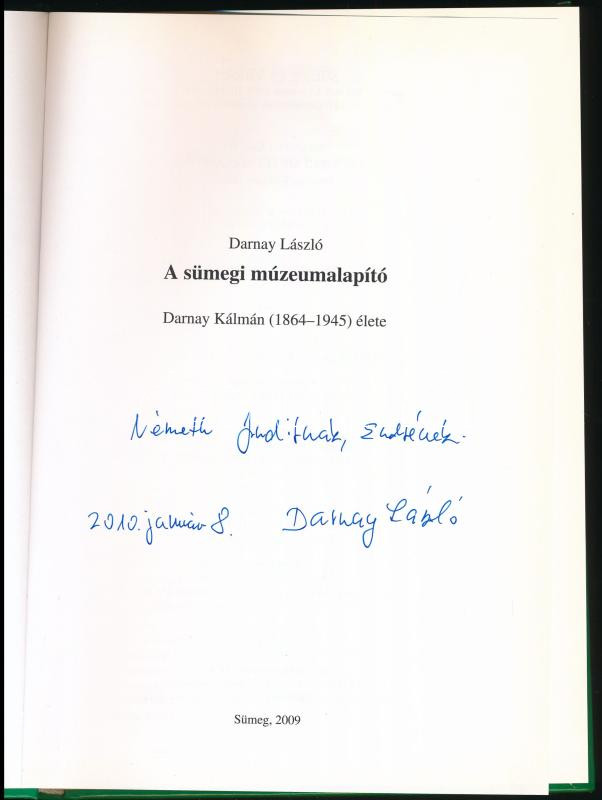 Darnay László
A sümegi múzeumalapító
Darnay Kálmán (1864–1945) élete
Németh Juditnak, Endrének.
2010. január 8. Darnay László
Sümeg, 2009